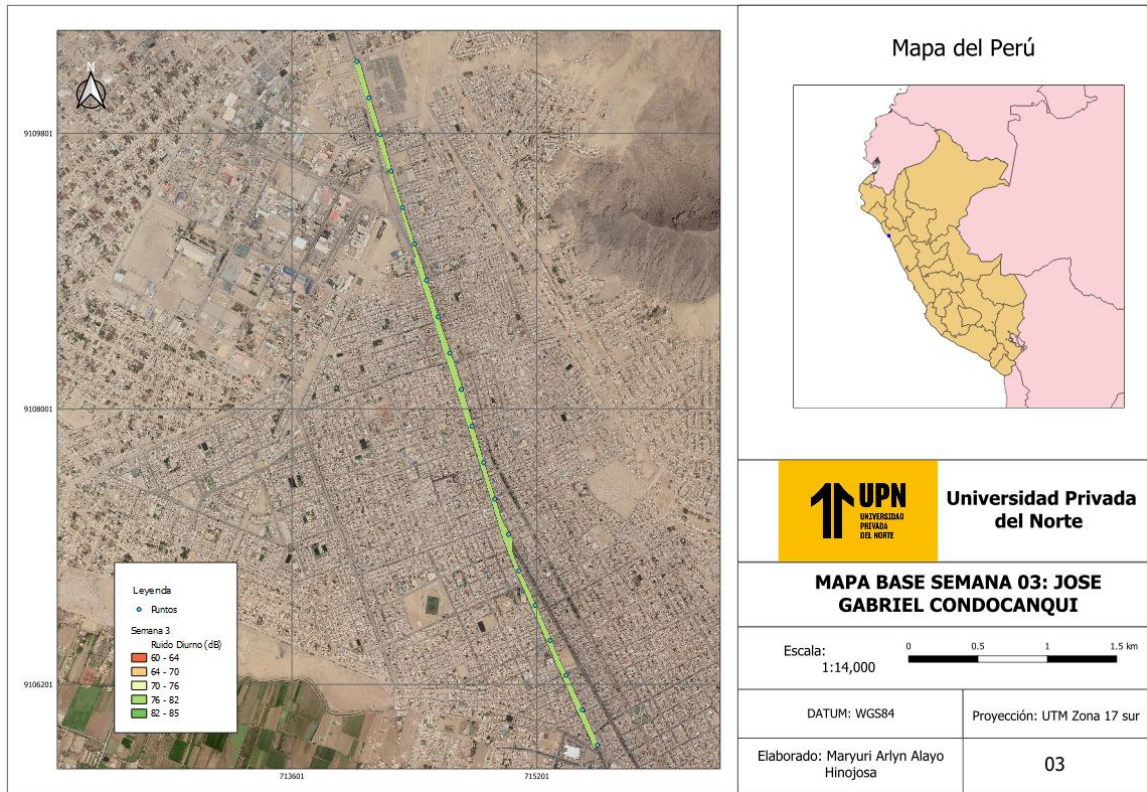 N
9109801
9108001
9106201
713601
715201
Leyenda
Puntos
Semana 3
Ruido Diurno (dB)
60 - 64
64 - 70
70 - 76
76 - 82
82 - 85
Mapa del Perú
UPN
UNIVERSIDAD
PRIVADA
DEL NORTE
Universidad Privada
del Norte
MAPA BASE SEMANA 03: JOSE
GABRIEL CONDOCANQUI
Escala:
1:14,000
0 0.5 1 1.5 km
DATUM: WGS84
Proyección: UTM Zona 17 sur
Elaborado: Maryuri Arlyn Alayo
Hinojosa
03